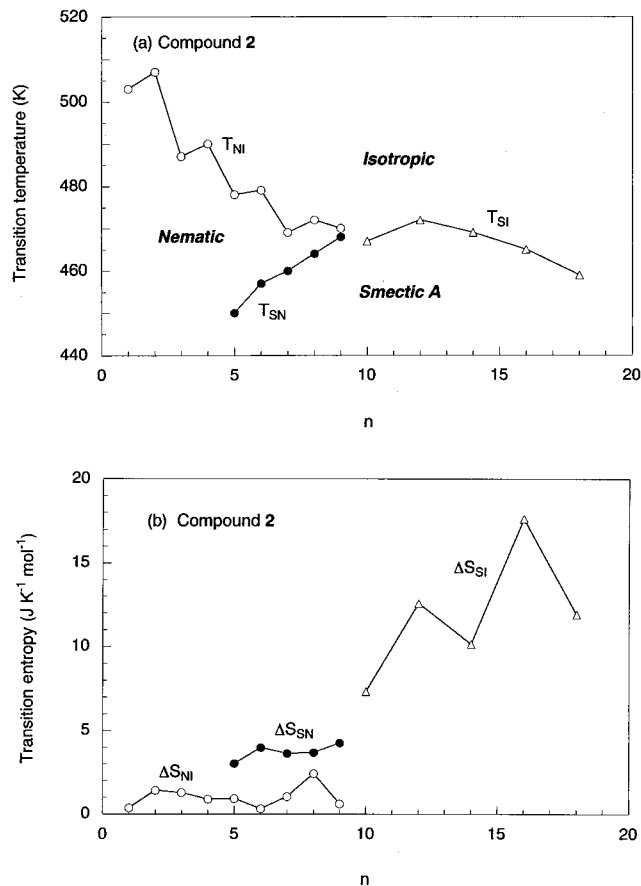 520
(a) Compound 2
500
T_NI
480
Isotropic
T_SI
Nematic
460
Smectic A
T_SN
440
0 5 10 15 20
n
Transition temperature (K)
20
(b) Compound 2
15
ΔS_SI
10
5
ΔS_SN
ΔS_NI
0
0 5 10 15 20
n
Transition entropy (J K⁻¹ mol⁻¹)